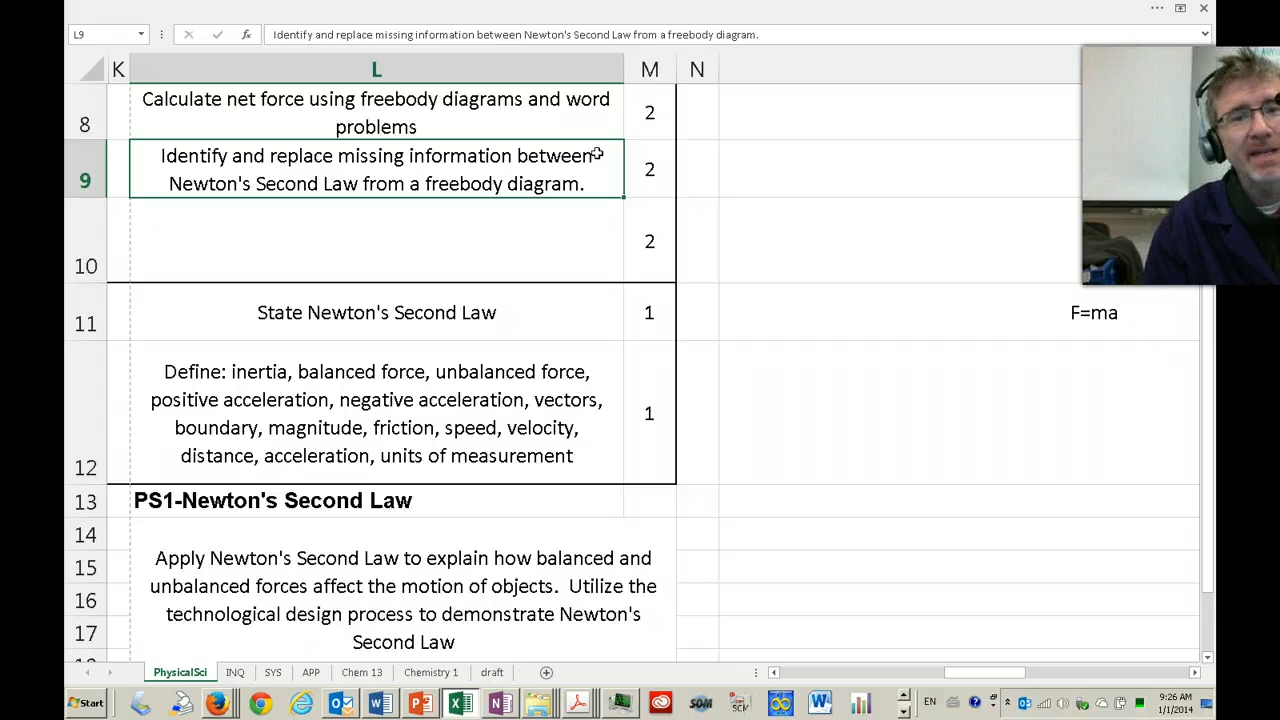 L9
Identify and replace missing information between Newton's Second Law from a freebody diagram.
K L M N
8 Calculate net force using freebody diagrams and word 2
problems
9 Identify and replace missing information between 2
Newton's Second Law from a freebody diagram.
10 2
11 State Newton's Second Law 1 F=ma
Define: inertia, balanced force, unbalanced force,
positive acceleration, negative acceleration, vectors,
boundary, magnitude, friction, speed, velocity, 1
distance, acceleration, units of measurement
12
13 PS1-Newton's Second Law
14
15 Apply Newton's Second Law to explain how balanced and
16 unbalanced forces affect the motion of objects. Utilize the
technological design process to demonstrate Newton's
17 Second Law
PhysicalSci INQ SYS APP Chem 13 Chemistry 1 draft
Start EN 9:26 AM
1/1/2014